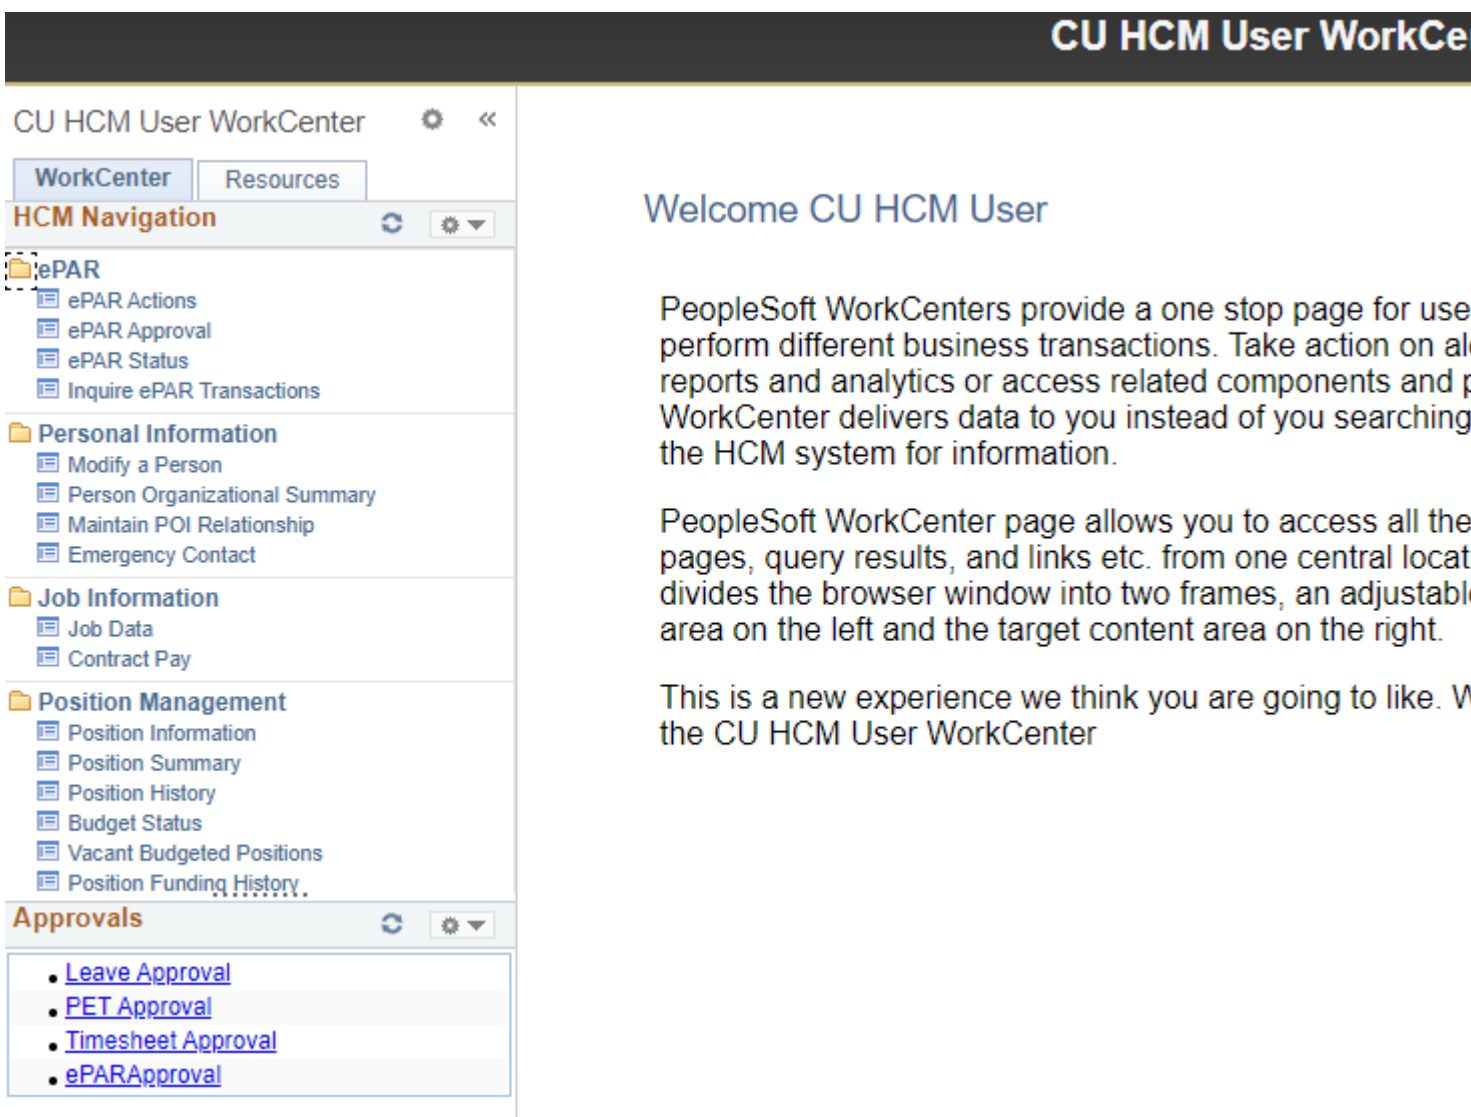 CU HCM User WorkCe
CU HCM User WorkCenter
WorkCenter
Resources
HCM Navigation
ePAR
ePAR Actions
ePAR Approval
ePAR Status
Inquire ePAR Transactions
Personal Information
Modify a Person
Person Organizational Summary
Maintain POI Relationship
Emergency Contact
Job Information
Job Data
Contract Pay
Position Management
Position Information
Position Summary
Position History
Budget Status
Vacant Budgeted Positions
Position Funding History
Approvals
Leave Approval
PET Approval
Timesheet Approval
ePARApproval
Welcome CU HCM User
PeopleSoft WorkCenters provide a one stop page for use
perform different business transactions. Take action on al
reports and analytics or access related components and p
WorkCenter delivers data to you instead of you searching
the HCM system for information.
PeopleSoft WorkCenter page allows you to access all the
pages, query results, and links etc. from one central locat
divides the browser window into two frames, an adjustabl
area on the left and the target content area on the right.
This is a new experience we think you are going to like. W
the CU HCM User WorkCenter